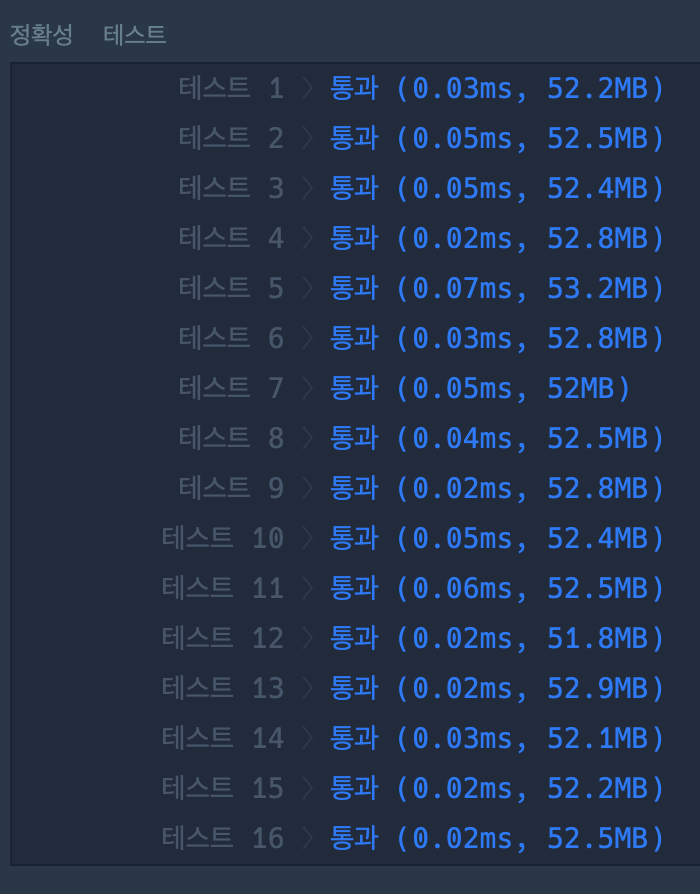 정확성  테스트
테스트 1 〉 통과 (0.03ms, 52.2MB)
테스트 2 〉 통과 (0.05ms, 52.5MB)
테스트 3 〉 통과 (0.05ms, 52.4MB)
테스트 4 〉 통과 (0.02ms, 52.8MB)
테스트 5 〉 통과 (0.07ms, 53.2MB)
테스트 6 〉 통과 (0.03ms, 52.8MB)
테스트 7 〉 통과 (0.05ms, 52MB)
테스트 8 〉 통과 (0.04ms, 52.5MB)
테스트 9 〉 통과 (0.02ms, 52.8MB)
테스트 10 〉 통과 (0.05ms, 52.4MB)
테스트 11 〉 통과 (0.06ms, 52.5MB)
테스트 12 〉 통과 (0.02ms, 51.8MB)
테스트 13 〉 통과 (0.02ms, 52.9MB)
테스트 14 〉 통과 (0.03ms, 52.1MB)
테스트 15 〉 통과 (0.02ms, 52.2MB)
테스트 16 〉 통과 (0.02ms, 52.5MB)